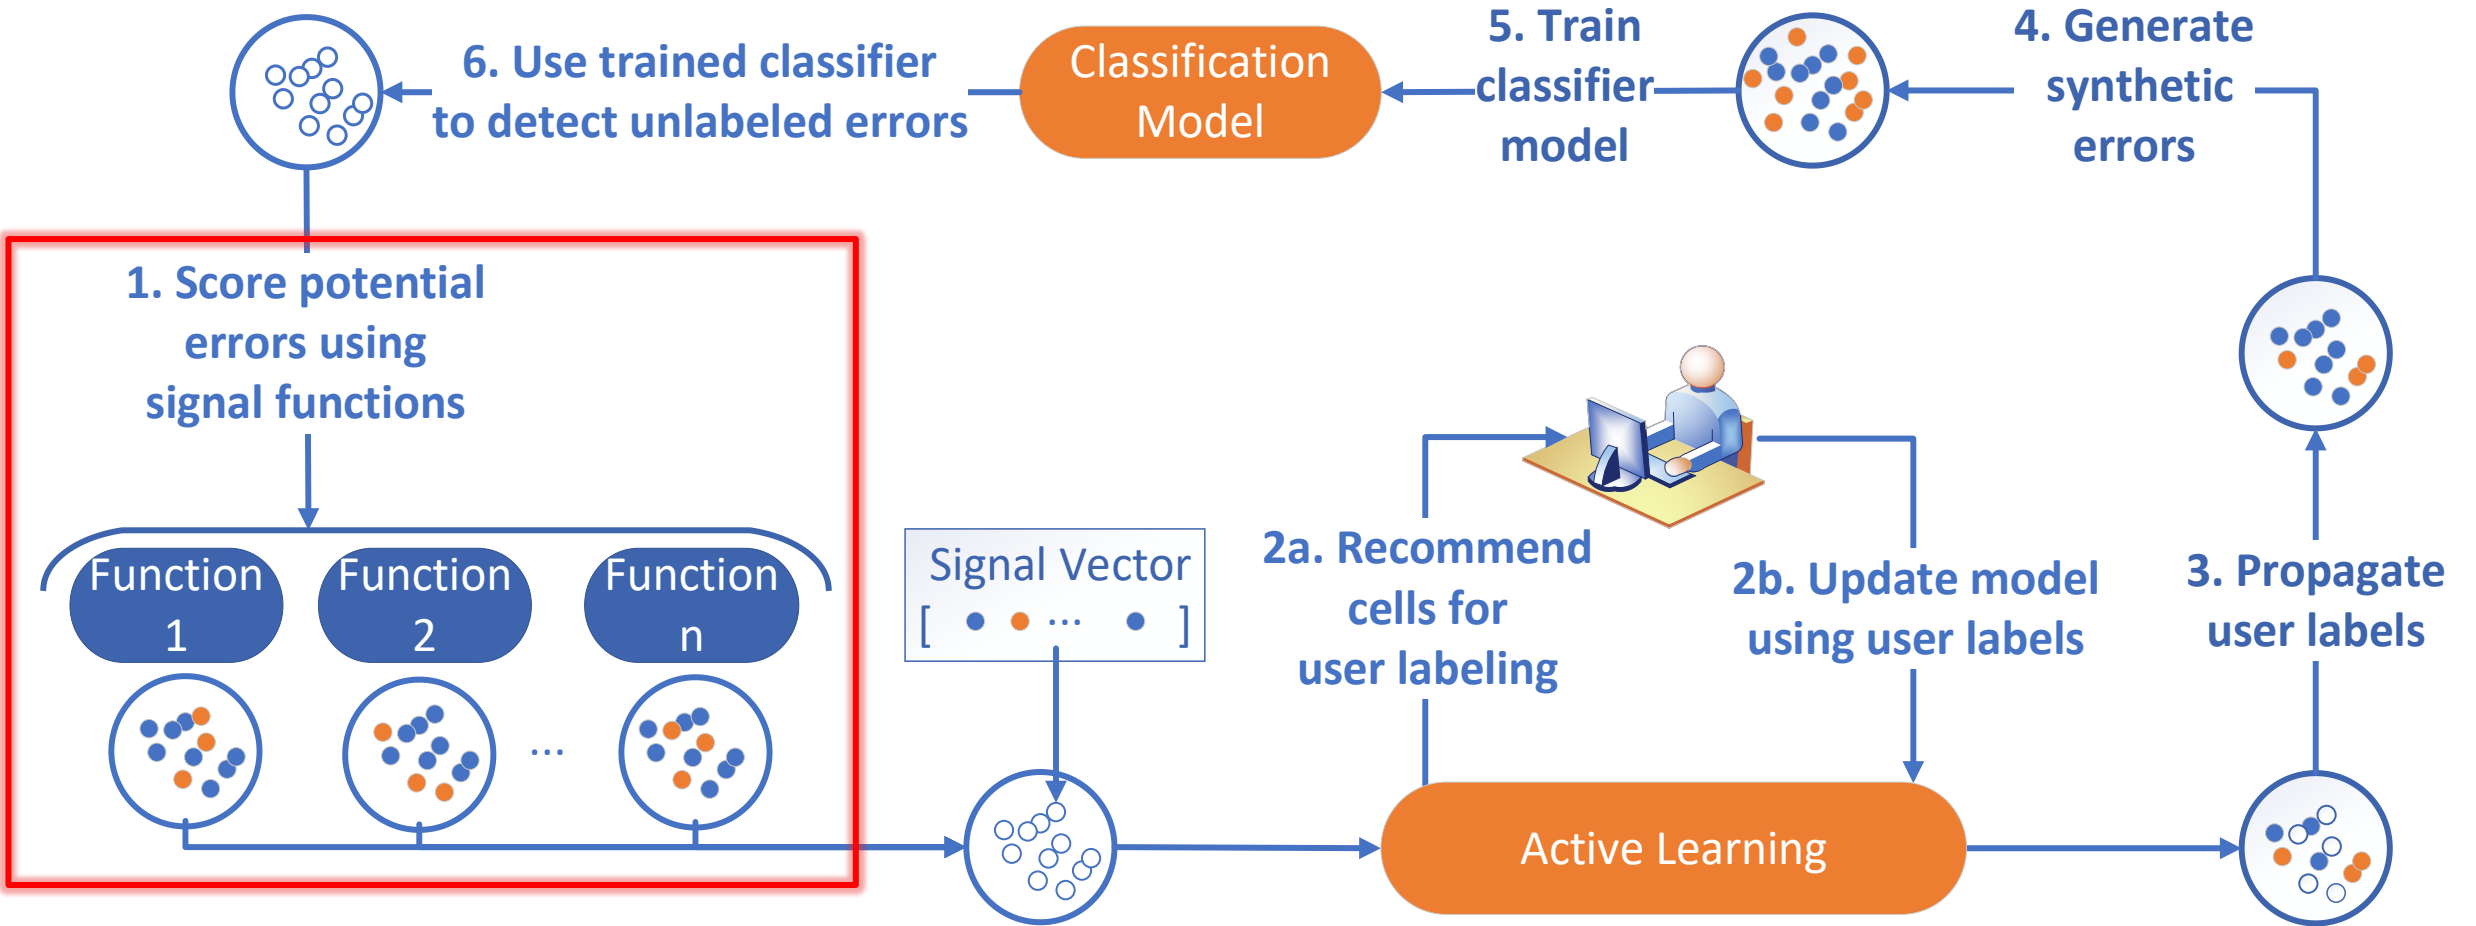 6. Use trained classifier
to detect unlabeled errors
Classification
Model
5. Train
classifier
model
4. Generate
synthetic
errors
1. Score potential
errors using
signal functions
Function
1
Function
2
Function
n
...
Signal Vector
[ ... ]
2a. Recommend
cells for
user labeling
2b. Update model
using user labels
3. Propagate
user labels
Active Learning